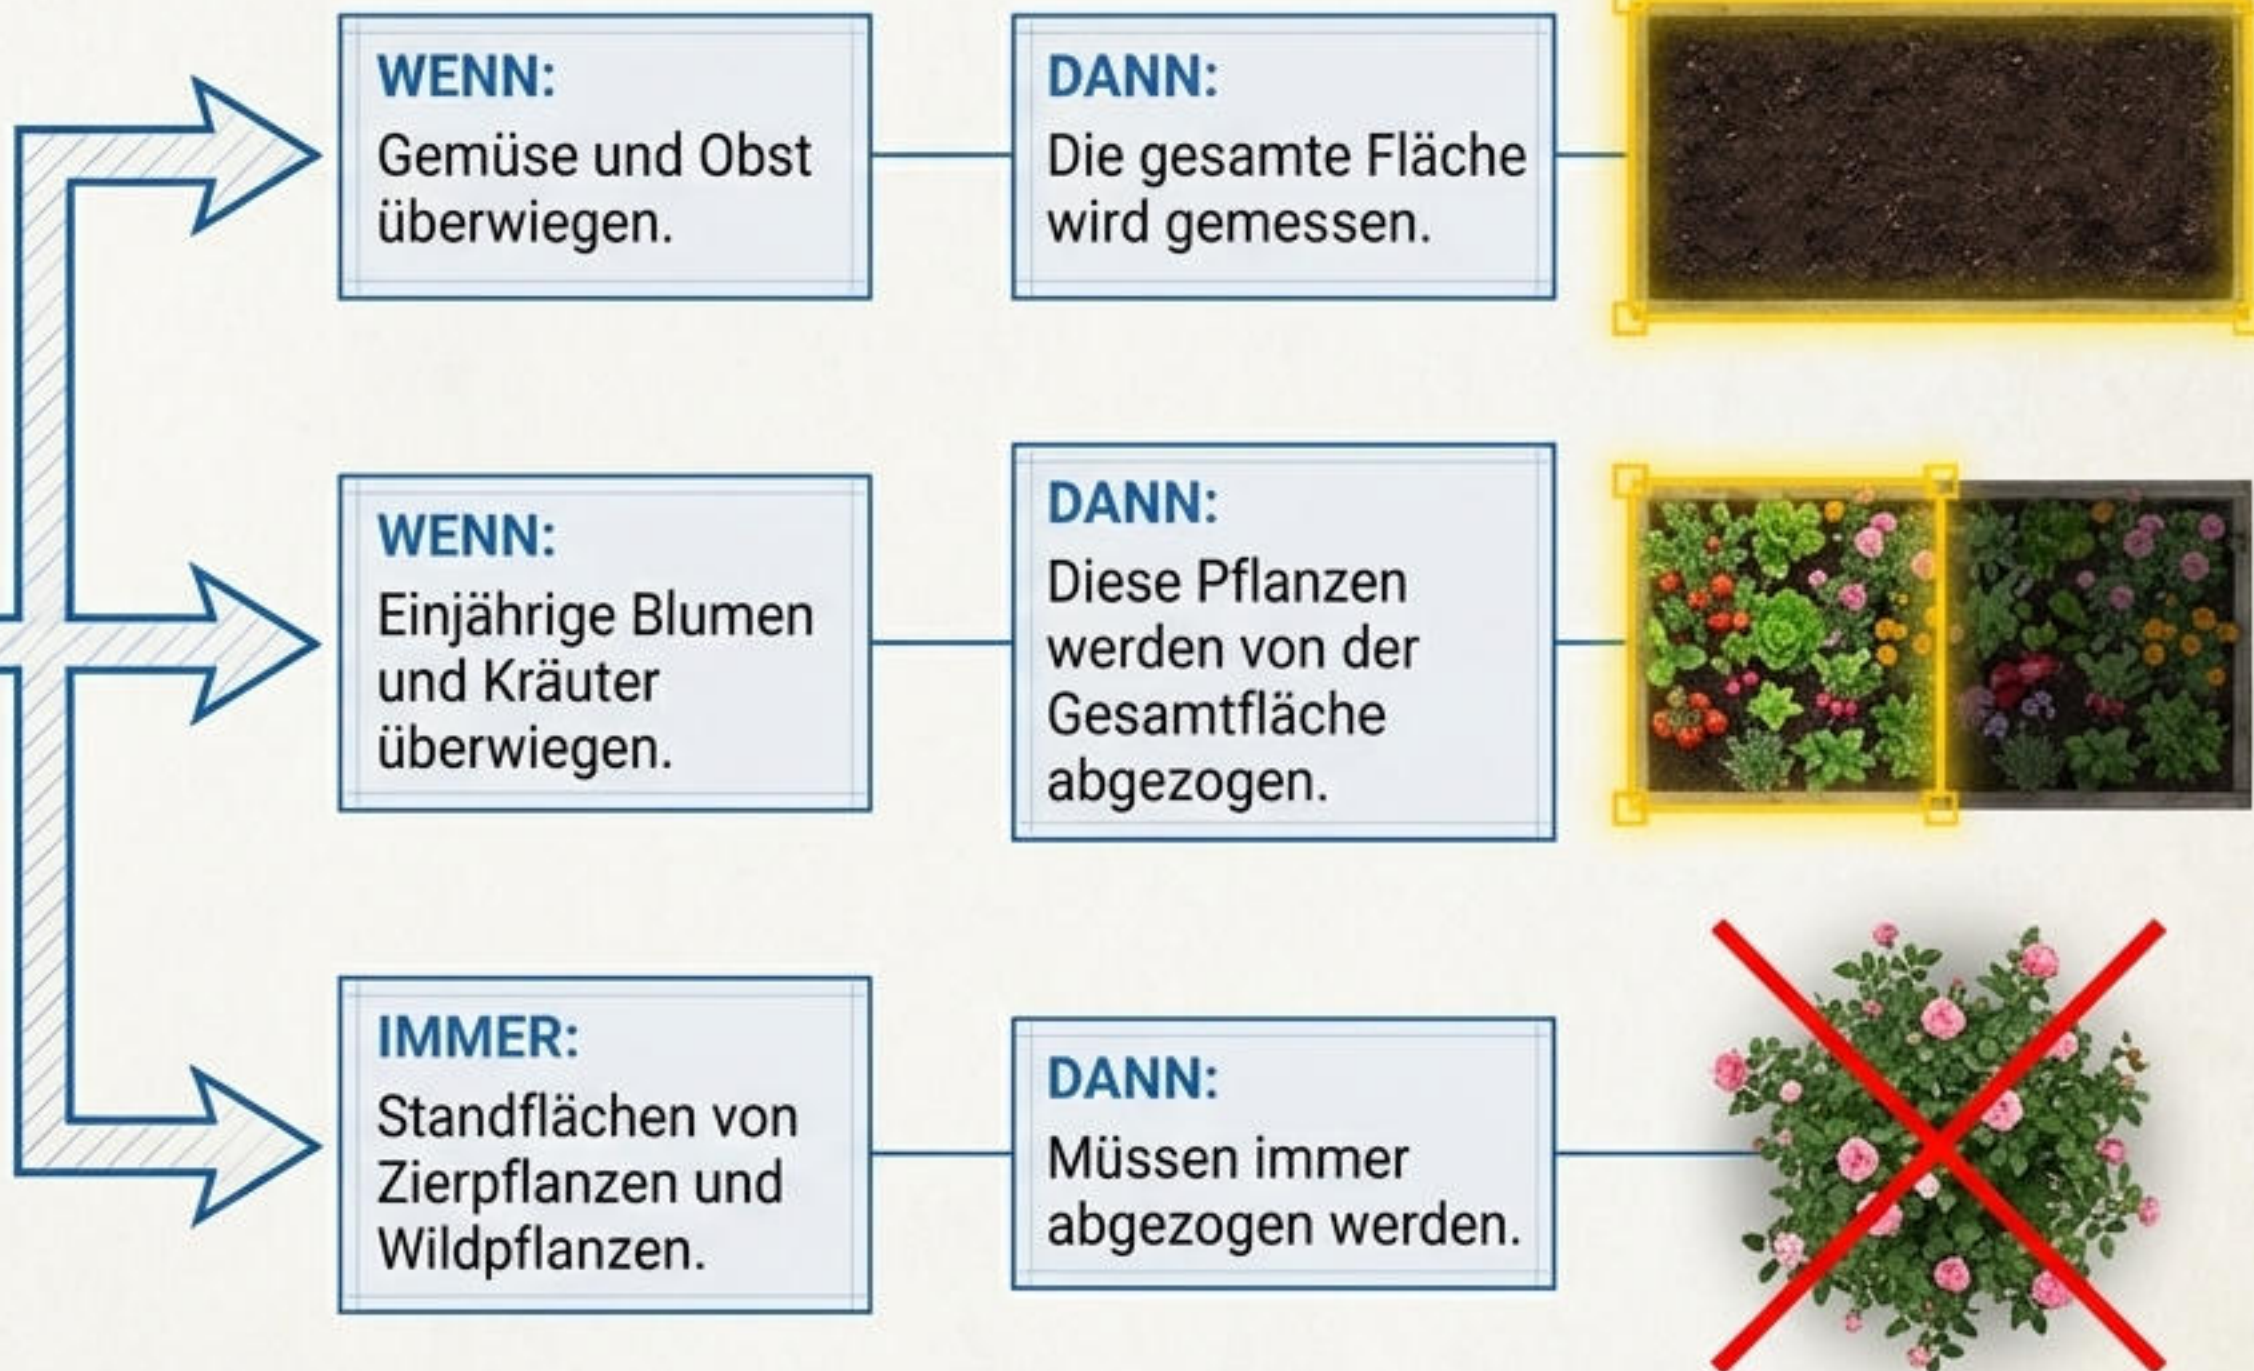 WENN:
Gemüse und Obst
überwiegen.
DANN:
Die gesamte Fläche
wird gemessen.
WENN:
Einjährige Blumen
und Kräuter
überwiegen.
DANN:
Diese Pflanzen
werden von der
Gesamtfläche
abgezogen.
IMMER:
Standflächen von
Zierpflanzen und
Wildpflanzen.
DANN:
Müssen immer
abgezogen werden.